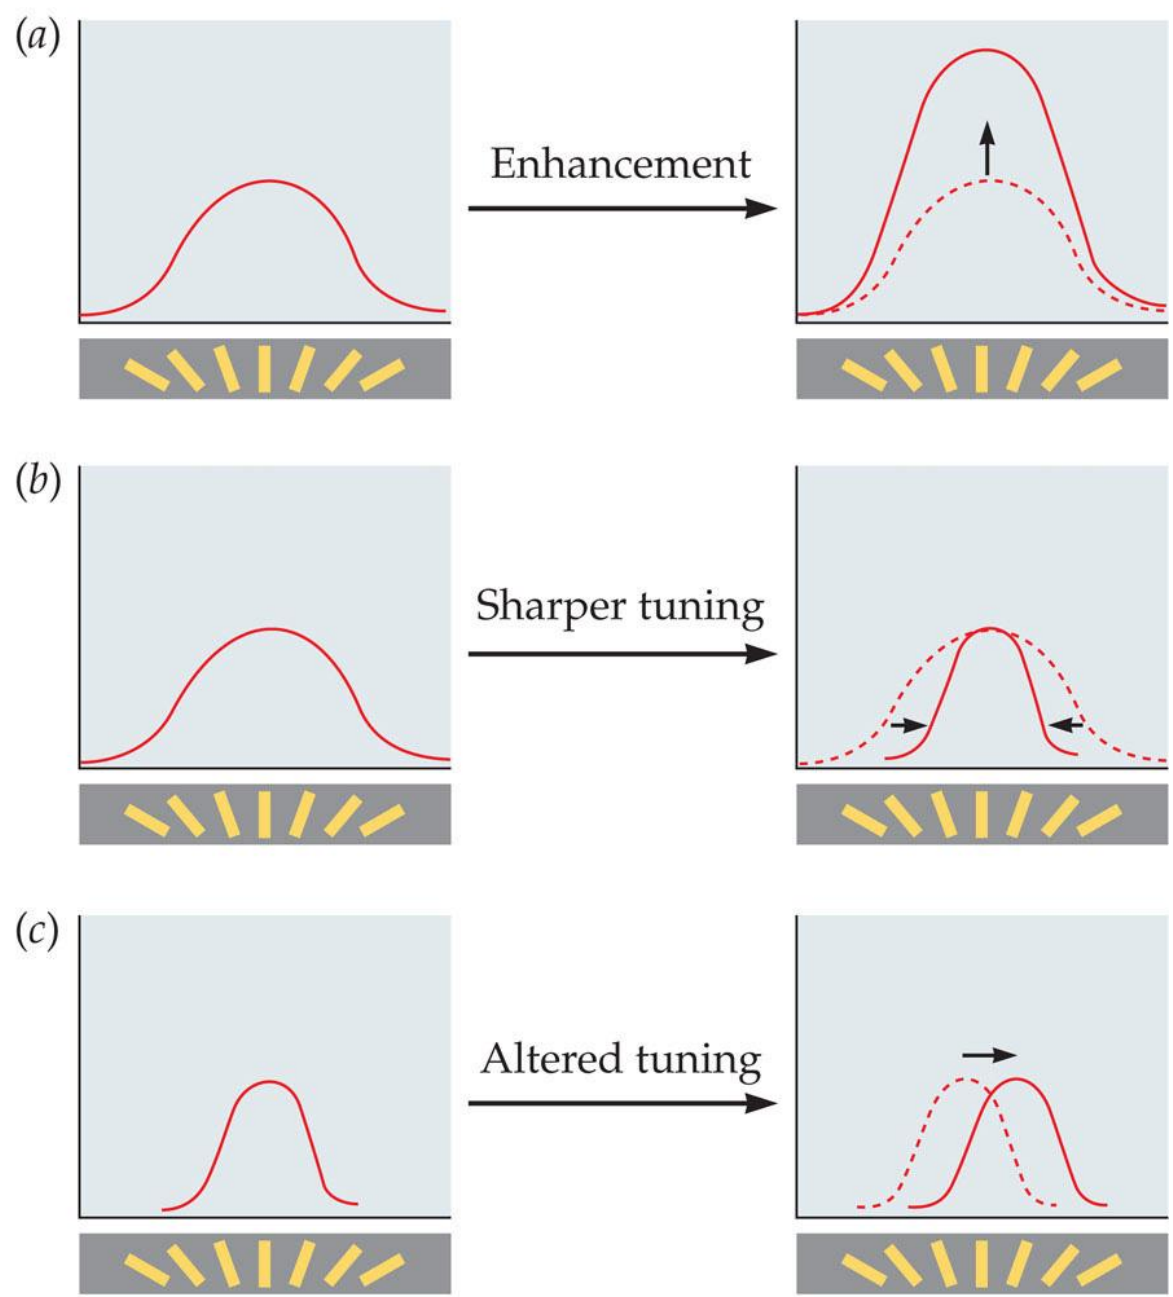 (a)
Enhancement
(b)
Sharper tuning
(c)
Altered tuning